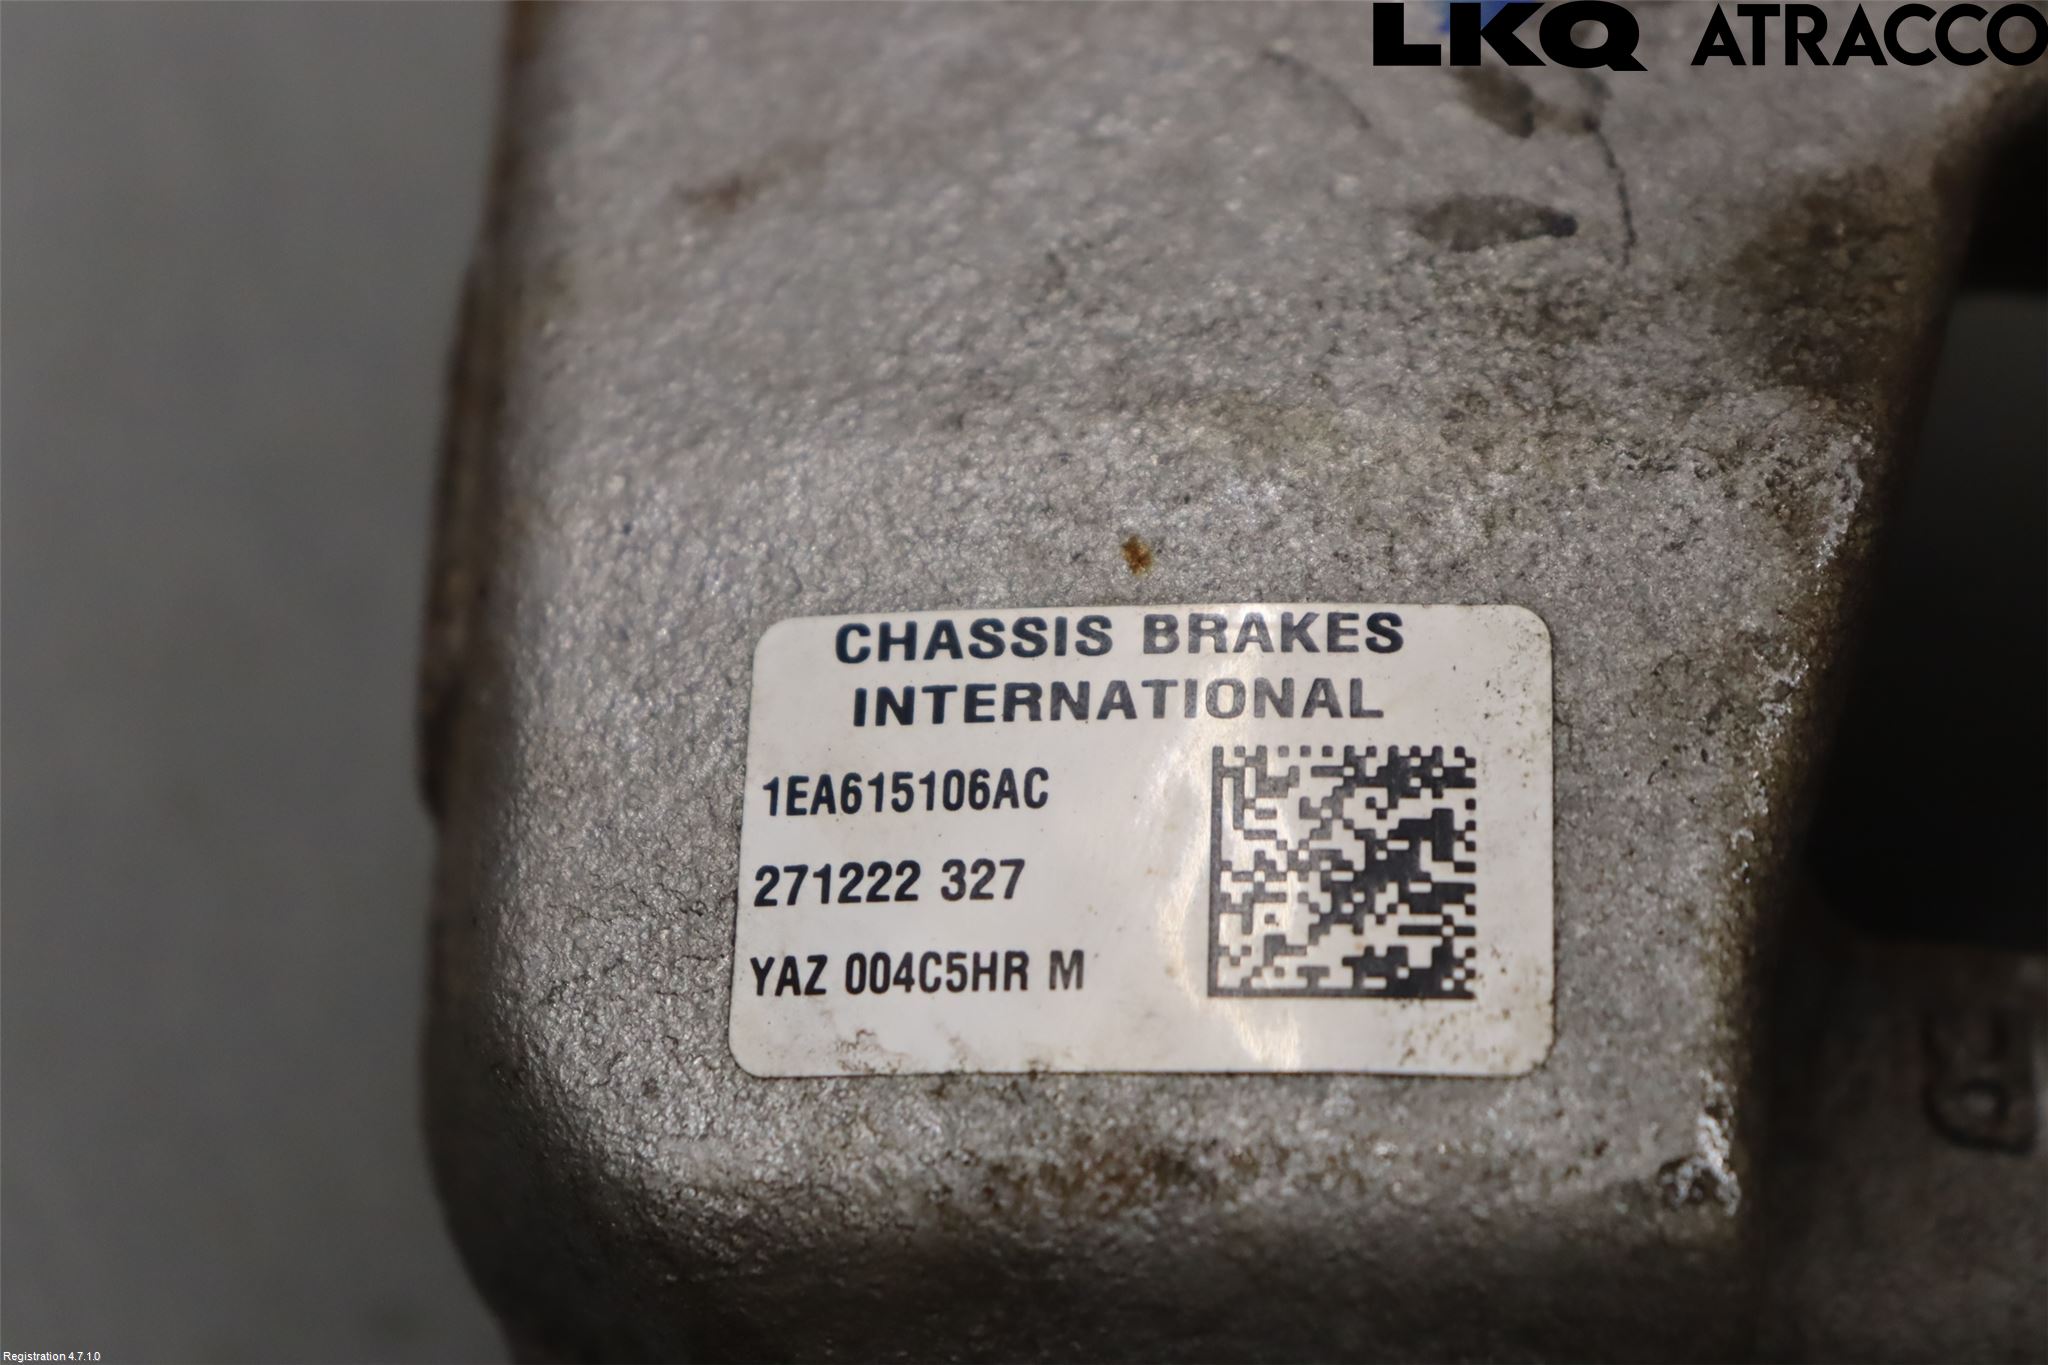 LKQ ATRACCO
CHASSIS BRAKES
INTERNATIONAL
1EA615106AC
271222 327
YAZ 004C5HR M
Registration 4.7.1.0